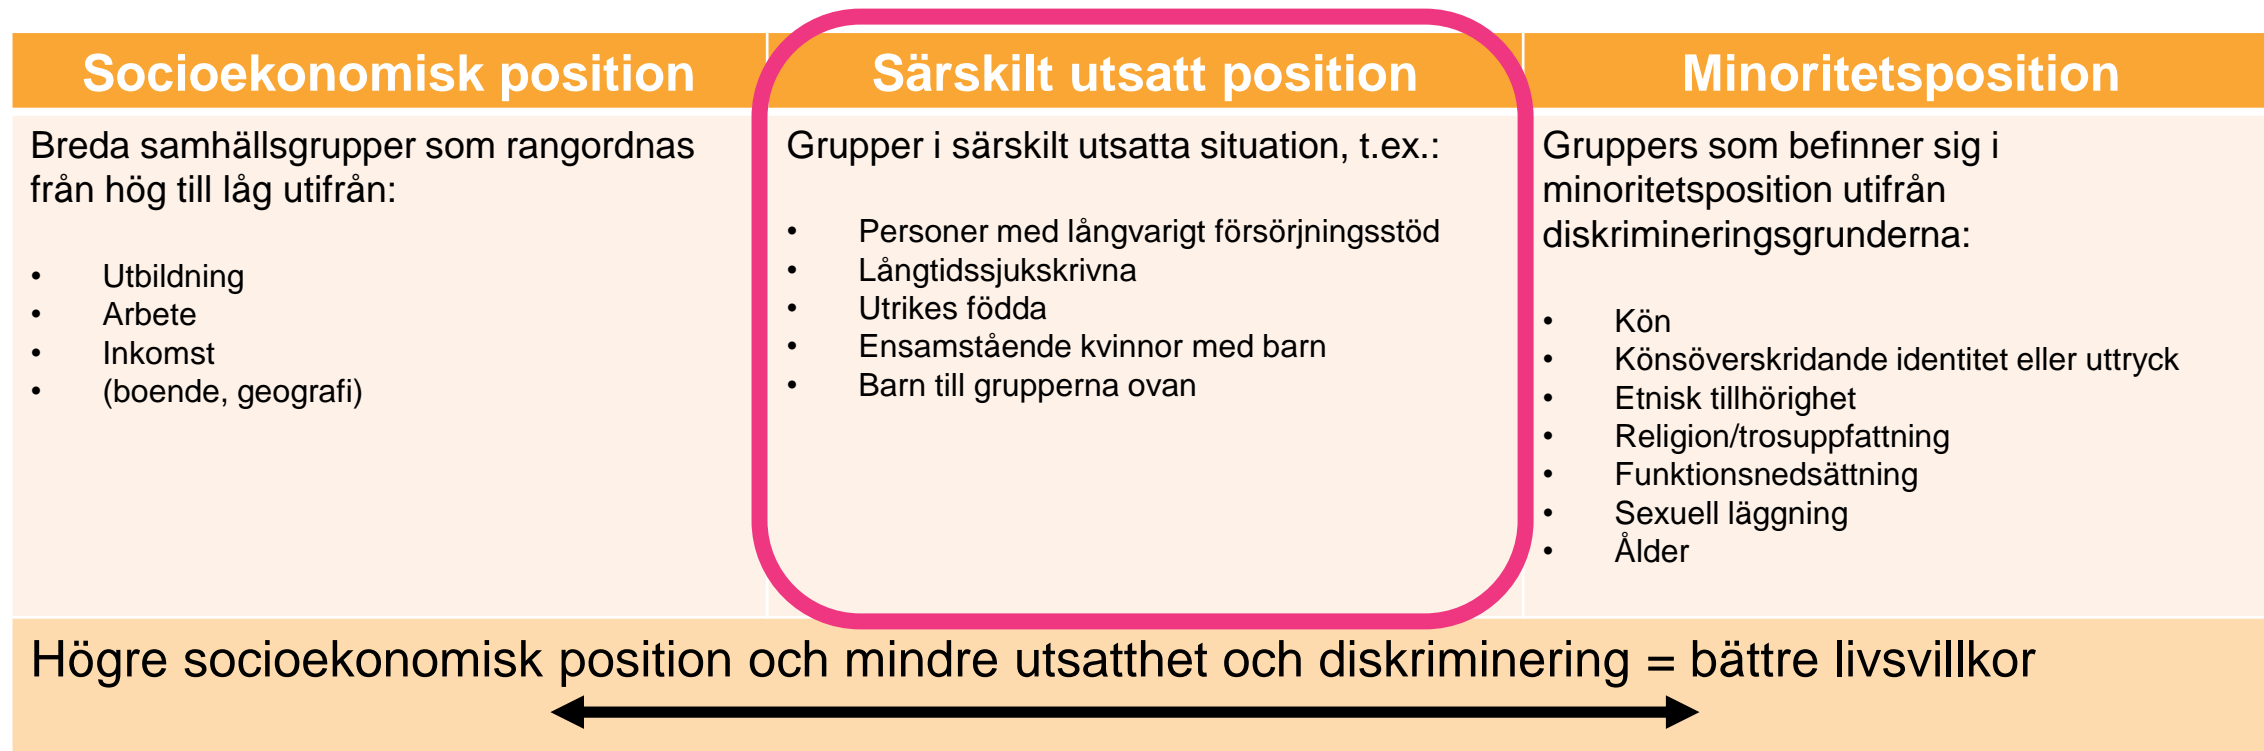 Socioekonomisk position
Särskilt utsatt position
Minoritetsposition
Breda samhällsgrupper som rangordnas
från hög till låg utifrån:
• Utbildning
• Arbete
• Inkomst
• (boende, geografi)
Grupper i särskilt utsatta situation, t.ex.:
• Personer med långvarigt försörjningsstöd
• Långtidssjukskrivna
• Utrikes födda
• Ensamstående kvinnor med barn
• Barn till grupperna ovan
Gruppers som befinner sig i
minoritetsposition utifrån
diskrimineringsgrunderna:
• Kön
• Könsöverskridande identitet eller uttryck
• Etnisk tillhörighet
• Religion/trosuppfattning
• Funktionsnedsättning
• Sexuell läggning
• Ålder
Högre socioekonomisk position och mindre utsatthet och diskriminering = bättre livsvillkor